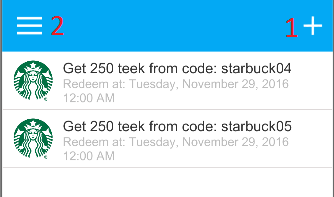 2 1
Get 250 teek from code: starbuck04
Redeem at: Tuesday, November 29, 2016
12:00 AM
Get 250 teek from code: starbuck05
Redeem at: Tuesday, November 29, 2016
12:00 AM